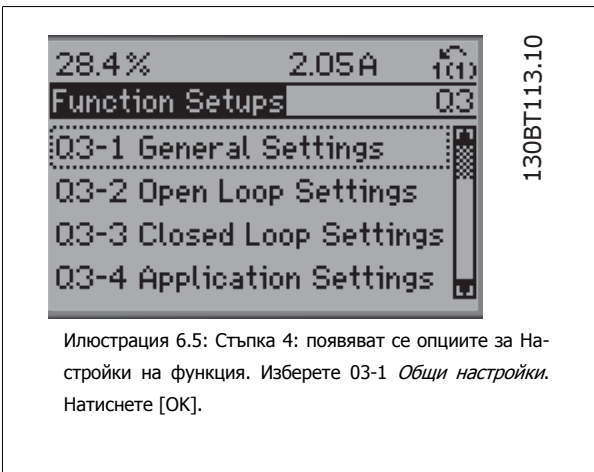 28.4% 2.05A 1(1)
Function Setups Q3
Q3-1 General Settings
Q3-2 Open Loop Settings
Q3-3 Closed Loop Settings
Q3-4 Application Settings
130BT113.10
Илюстрация 6.5: Стъпка 4: появяват се опциите за На-
стройки на функция. Изберете 03-1 Общи настройки.
Натиснете [OK].